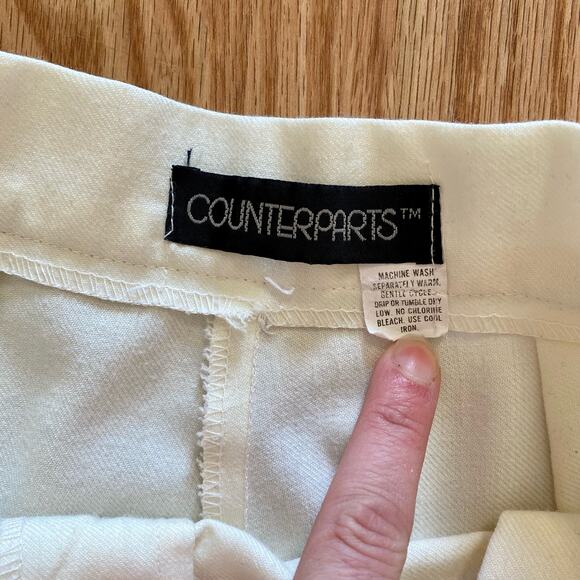 COUNTERPARTS™
MACHINE WASH
SEPARATELY WARM,
GENTLE CYCLE.
DRIP OR TUMBLE DRY
LOW. NO CHLORINE
BLEACH. USE COOL
IRON.